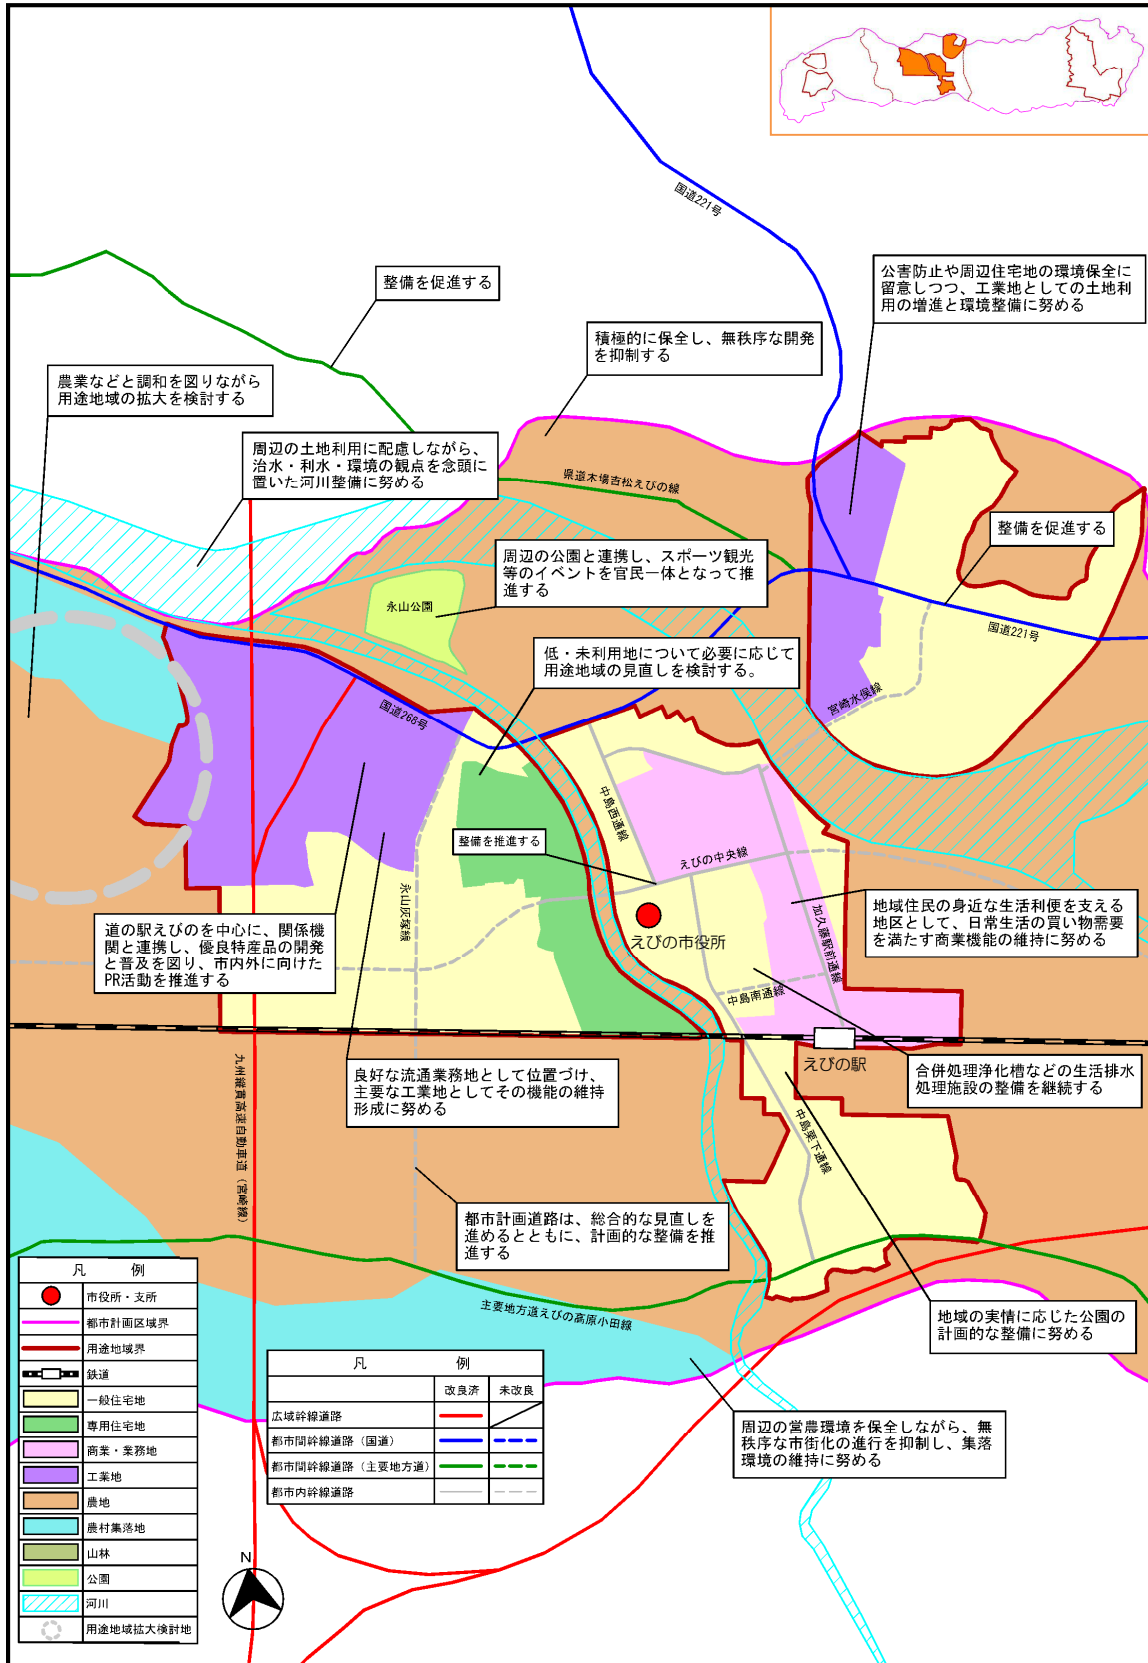 国道221号
整備を促進する
公害防止や周辺住宅地の環境保全に
留意しつつ、工業地としての土地利
用の増進と環境整備に努める
積極的に保全し、無秩序な開発
を抑制する
農業などと調和を図りながら
用途地域の拡大を検討する
周辺の土地利用に配慮しながら、
治水・利水・環境の観点を念頭に
置いた河川整備に努める
県道木場吉松えびの線
整備を促進する
周辺の公園と連携し、スポーツ観光
等のイベントを官民一体となって推
進する
永山公園
国道221号
低・未利用地について必要に応じて
用途地域の見直しを検討する。
宮崎水俣線
国道268号
中島西通線
整備を推進する
えびの中央線
永山灰塚線
加久藤駅前通線
地域住民の身近な生活利便を支える
地区として、日常生活の買い物需要
を満たす商業機能の維持に努める
えびの市役所
道の駅えびのを中心に、関係機
関と連携し、優良特産品の開発
と普及を図り、市内外に向けた
PR活動を推進する
中島南通線
えびの駅
合併処理浄化槽などの生活排水
処理施設の整備を継続する
九州縦貫高速自動車道（宮崎線）
良好な流通業務地として位置づけ、
主要な工業地としてその機能の維持
形成に努める
中島栗下通線
都市計画道路は、総合的な見直しを
進めるとともに、計画的な整備を推
進する
主要地方道えびの高原小田線
地域の実情に応じた公園の
計画的な整備に努める
周辺の営農環境を保全しながら、無
秩序な市街化の進行を抑制し、集落
環境の維持に努める
凡 例
市役所・支所
都市計画区域界
用途地域界
鉄道
一般住宅地
専用住宅地
商業・業務地
工業地
農地
農村集落地
山林
公園
河川
用途地域拡大検討地
凡 例
改良済 未改良
広域幹線道路
都市間幹線道路（国道）
都市間幹線道路（主要地方道）
都市内幹線道路
N